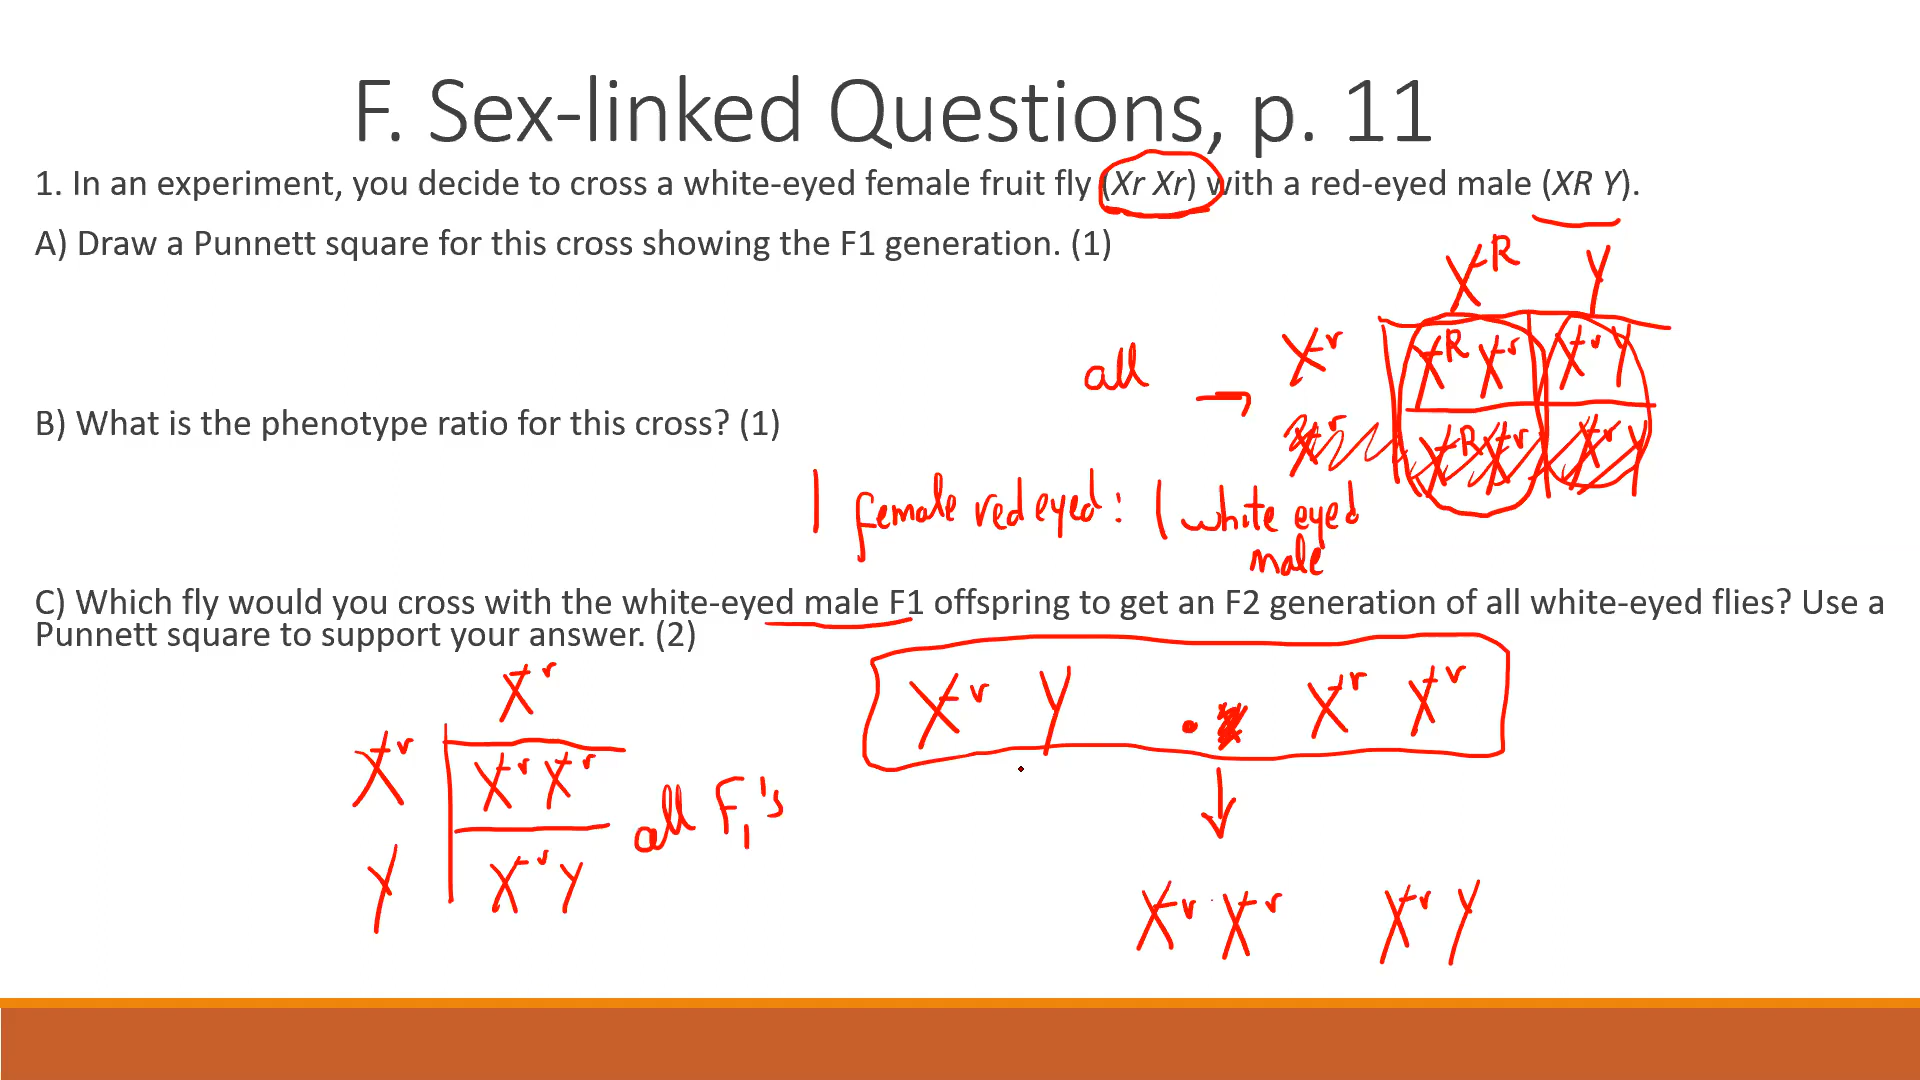 F. Sex-linked Questions, p. 11
1. In an experiment, you decide to cross a white-eyed female fruit fly (Xr Xr) with a red-eyed male (XR Y).
A) Draw a Punnett square for this cross showing the F1 generation. (1)
X^R Y
all → X^r X^R X^r X^r Y
X^r X^R X^r X^r Y
B) What is the phenotype ratio for this cross? (1)
1 female red eyed : 1 white eyed
male
C) Which fly would you cross with the white-eyed male F1 offspring to get an F2 generation of all white-eyed flies? Use a
Punnett square to support your answer. (2)
X^r
X^r X^r X^r
Y X^r Y
all F1's
X^r Y . X^r X^r
↓
X^r X^r X^r Y